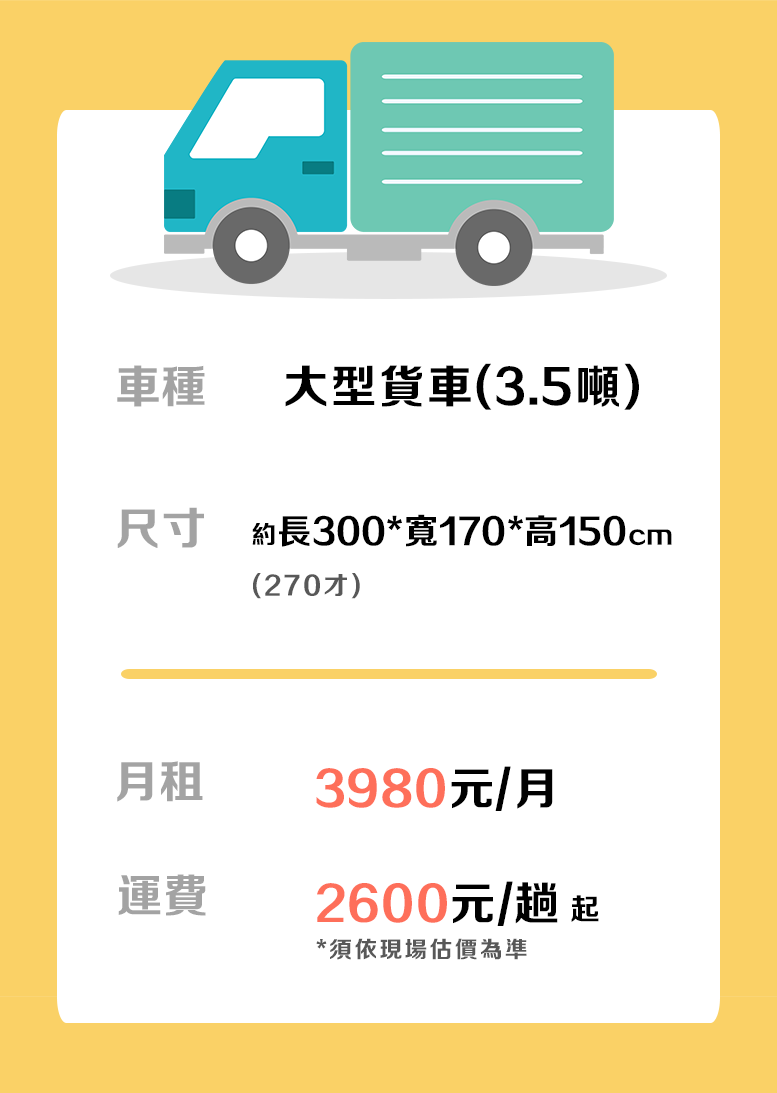 車種 大型貨車(3.5噸)
尺寸 約長300*寬170*高150cm
(270才)
月租 3980元/月
運費 2600元/趟 起
*須依現場估價為準